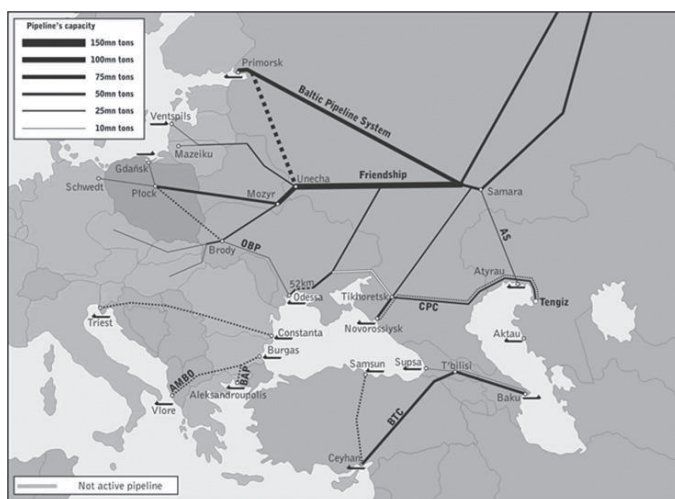 Pipeline's capacity
150mn tons
100mn tons
75mn tons
50mn tons
25mn tons
10mn tons
Primorsk
Baltic Pipeline System
Ventspils
Mazeiku
Gdańsk
Schwedt
Płock
Unecha
Friendship
Mozyr
Samara
AS
Brody
OBP
52km
Odessa
Tikhoretsk
Atyrau
CPC
Tengiz
Novorossiysk
Aktau
Triest
Constanta
Burgas
Samsun
Supsa
T'bilisi
AMBO
BAP
Aleksandroupolis
Vlore
BTC
Baku
Ceyhan
Not active pipeline